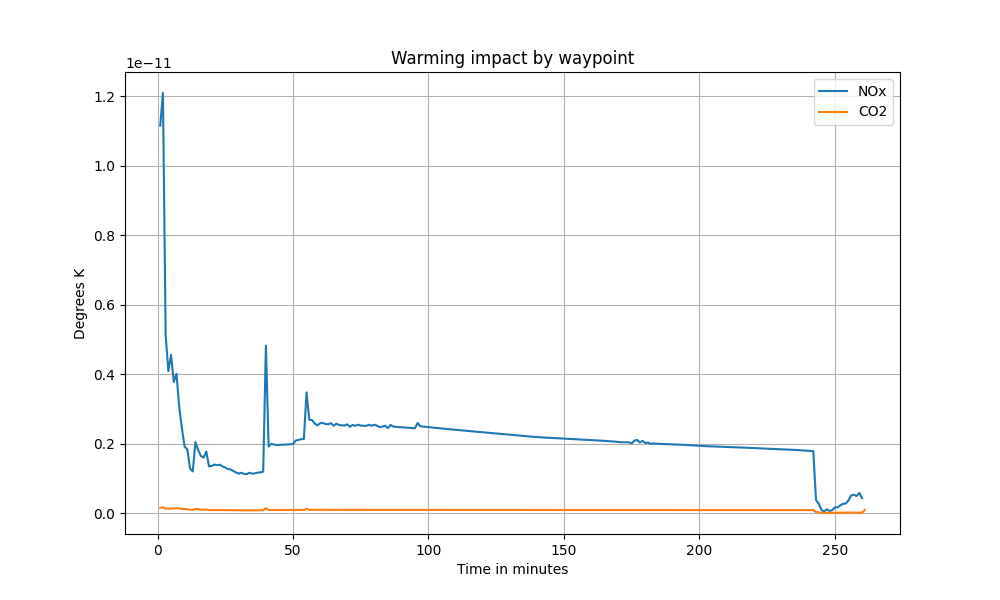 Warming impact by waypoint
1e−11
1.2
1.0
0.8
0.6
0.4
0.2
0.0
Degrees K
0 50 100 150 200 250
Time in minutes
NOx
CO2